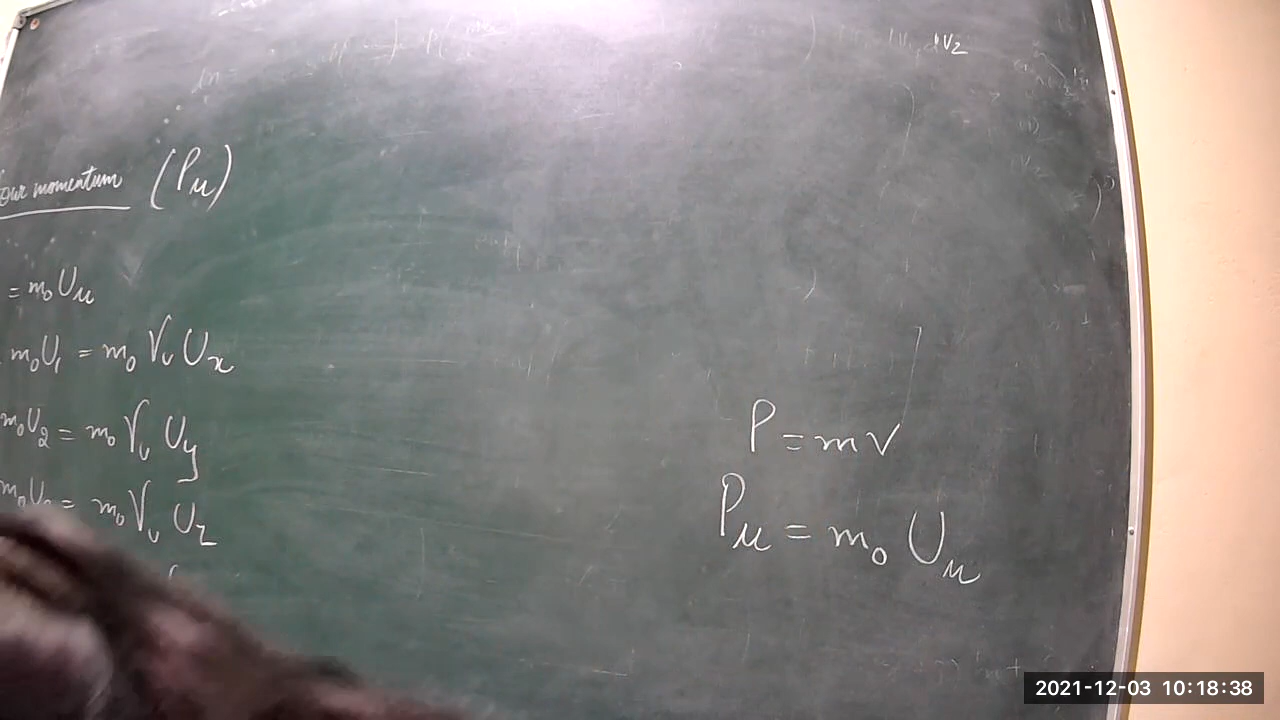 four momentum (Pμ)
= m₀Uμ
m₀U₁ = m₀ γᵥ Uₓ
m₀U₂ = m₀ γᵥ U_y
= m₀ γᵥ U_z
P = mv
Pμ = m₀ Uμ
2021-12-03 10:18:38